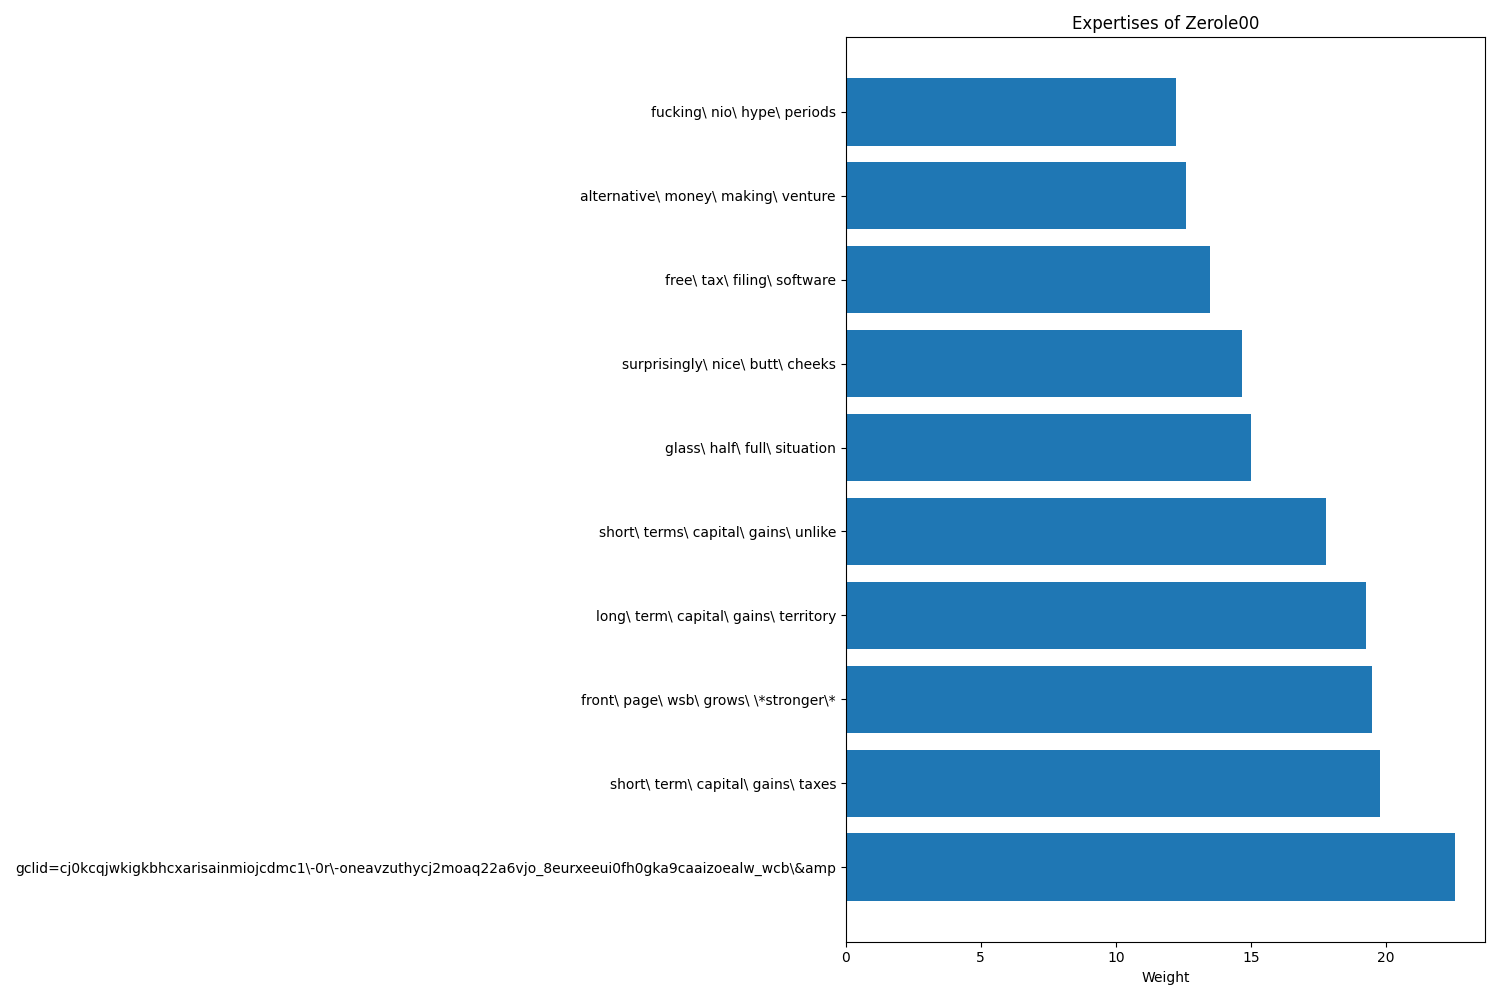 Expertises of Zerole00
fucking\ nio\ hype\ periods
alternative\ money\ making\ venture
free\ tax\ filing\ software
surprisingly\ nice\ butt\ cheeks
glass\ half\ full\ situation
short\ terms\ capital\ gains\ unlike
long\ term\ capital\ gains\ territory
front\ page\ wsb\ grows\ \*stronger\*
short\ term\ capital\ gains\ taxes
gclid=cj0kcqjwkigkbhcxarisainmiojcdmc1\-0r\-oneavzuthycj2moaq22a6vjo_8eurxeeui0fh0gka9caaizoealw_wcb\&amp
0 5 10 15 20
Weight